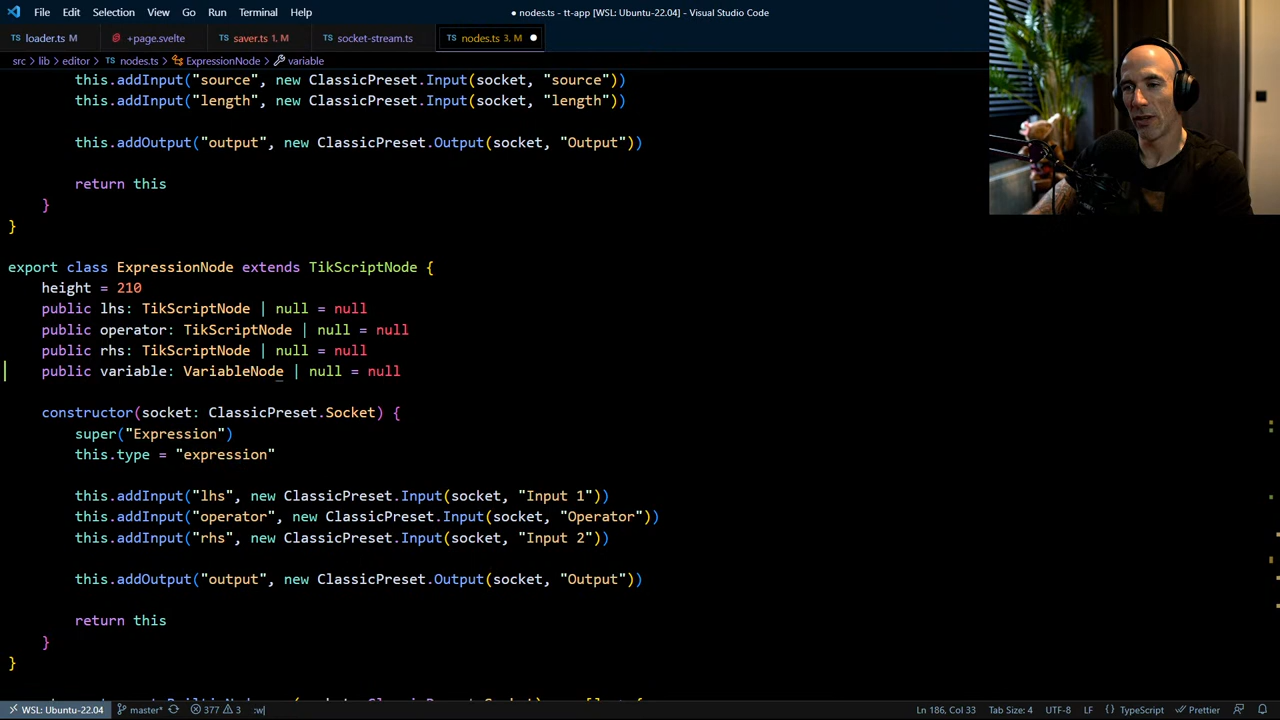 File Edit Selection View Go Run Terminal Help
● nodes.ts - tt-app [WSL: Ubuntu-22.04] - Visual Studio Code
TS loader.ts M
+page.svelte
TS saver.ts 1, M
TS socket-stream.ts
TS nodes.ts 3, M ●
src > lib > editor > TS nodes.ts > ExpressionNode > variable
this.addInput("source", new ClassicPreset.Input(socket, "source"))
this.addInput("length", new ClassicPreset.Input(socket, "length"))
this.addOutput("output", new ClassicPreset.Output(socket, "Output"))
return this
}
}
export class ExpressionNode extends TikScriptNode {
height = 210
public lhs: TikScriptNode | null = null
public operator: TikScriptNode | null = null
public rhs: TikScriptNode | null = null
public variable: VariableNode | null = null
constructor(socket: ClassicPreset.Socket) {
super("Expression")
this.type = "expression"
this.addInput("lhs", new ClassicPreset.Input(socket, "Input 1"))
this.addInput("operator", new ClassicPreset.Input(socket, "Operator"))
this.addInput("rhs", new ClassicPreset.Input(socket, "Input 2"))
this.addOutput("output", new ClassicPreset.Output(socket, "Output"))
return this
}
}
WSL: Ubuntu-22.04 master* 377 3 :w Ln 186, Col 33 Tab Size: 4 UTF-8 LF {} TypeScript Prettier